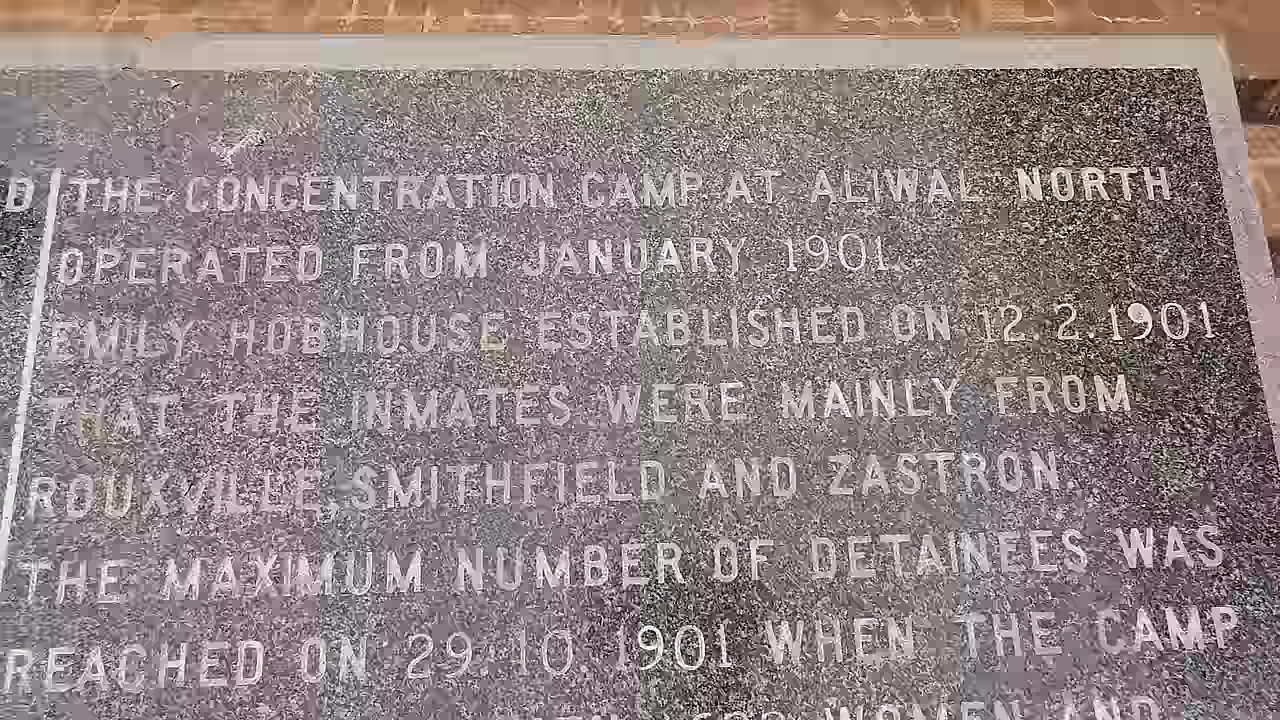 D THE CONCENTRATION CAMP AT ALIWAL NORTH
OPERATED FROM JANUARY 1901.
EMILY HOBHOUSE ESTABLISHED ON 12.2.1901
THAT THE INMATES WERE MAINLY FROM
ROUXVILLE, SMITHFIELD AND ZASTRON.
THE MAXIMUM NUMBER OF DETAINEES WAS
REACHED ON 29.10.1901 WHEN THE CAMP
WOMEN AND